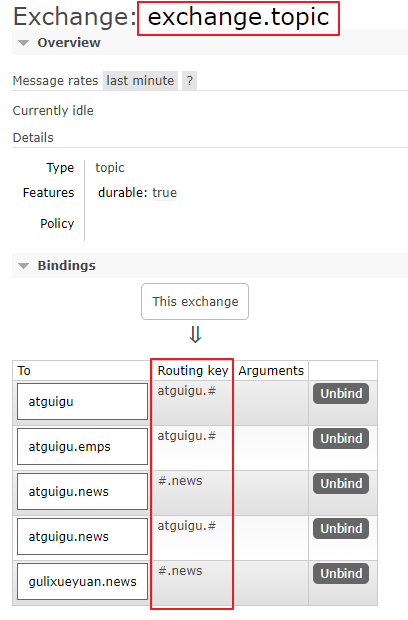 Exchange: exchange.topic
Overview
Message rates last minute ?
Currently idle
Details
Type topic
Features durable: true
Policy
Bindings
This exchange
⇓
To Routing key Arguments
atguigu atguigu.# Unbind
atguigu.emps atguigu.# Unbind
atguigu.news #.news Unbind
atguigu.news atguigu.# Unbind
gulixueyuan.news #.news Unbind